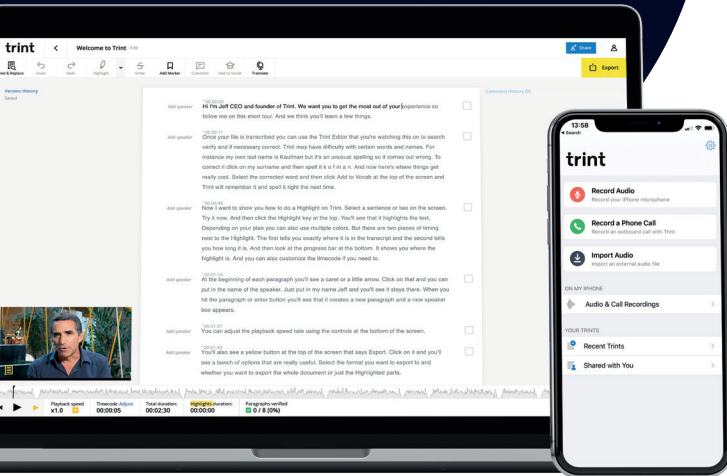 trint
Welcome to Trint Edit
Share
Find & Replace
Undo
Redo
Highlight
Strike
Add Marker
Comment
Add to Vocab
Translate
Export
Version History
Saved
Comment History (0)
Add speaker
00:00:00
Hi I'm Jeff CEO and founder of Trint. We want you to get the most out of your experience so
follow me on this short tour. And we think you'll learn a few things.
Add speaker
00:00:11
Once your file is transcribed you can use the Trint Editor that you're watching this on to search
verify and if necessary correct. Trint may have difficulty with certain words and names. For
instance my own last name is Kaufman but it's an unusual spelling so it comes out wrong. To
correct it click on my surname and then spell it k o f m a n. And now here's where things get
really cool. Select the corrected word and then click Add to Vocab at the top of the screen and
Trint will remember it and spell it right the next time.
Add speaker
Now I want to show you how to do a Highlight on Trint. Select a sentence or two on the screen.
Try it now. And then click the Highlight key at the top. You'll see that it highlights the text.
Depending on your plan you can also use multiple colors. But there are two pieces of timing
next to the Highlight. The first tells you exactly where it is in the transcript and the second tells
you how long it is. And then look at the progress bar at the bottom. It shows you where the
highlight is. And you can also customize the timecode if you need to.
Add speaker
At the beginning of each paragraph you'll see a caret or a little arrow. Click on that and you can
put in the name of the speaker. Just put in my name Jeff and you'll see it stays there. When you
hit the paragraph or enter button you'll see that it creates a new paragraph and a new speaker
box appears.
Add speaker
You can adjust the playback speed rate using the controls at the bottom of the screen.
Add speaker
You'll also see a yellow button at the top of the screen that says Export. Click on it and you'll
see a bench of options that are really useful. Select the format you want to export to and
whether you want to export the whole document or just the Highlighted parts.
Playback speed
x1.0
Timecode Adjust
00:00:05
Total duration:
00:02:30
Highlights duration:
00:00:00
Paragraphs verified
0 / 8 (0%)
13:58
Search
trint
Record Audio
Record your iPhone microphone
Record a Phone Call
Record an outbound call with Trint
Import Audio
Import an external audio file
ON MY IPHONE
Audio & Call Recordings
YOUR TRINTS
Recent Trints
Shared with You